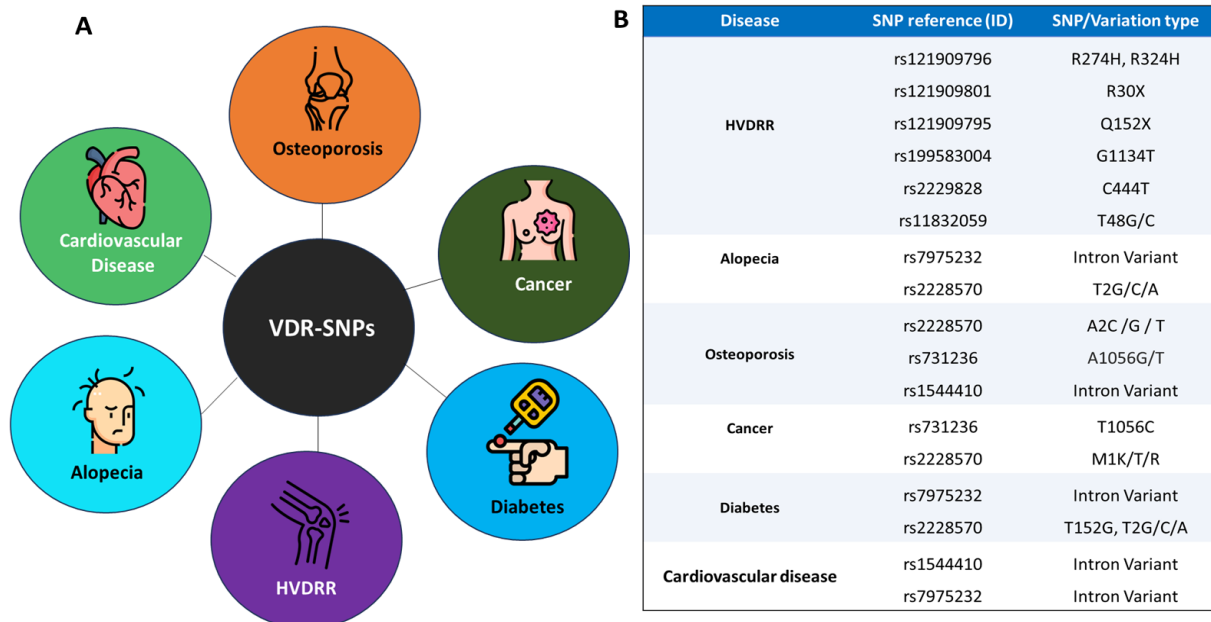 A
Osteoporosis
Cardiovascular
Disease
Cancer
VDR-SNPs
Alopecia
Diabetes
HVDRR
B
Disease SNP reference (ID) SNP/Variation type
HVDRR
rs121909796 R274H, R324H
rs121909801 R30X
rs121909795 Q152X
rs199583004 G1134T
rs2229828 C444T
rs11832059 T48G/C
Alopecia
rs7975232 Intron Variant
rs2228570 T2G/C/A
Osteoporosis
rs2228570 A2C /G / T
rs731236 A1056G/T
rs1544410 Intron Variant
Cancer
rs731236 T1056C
rs2228570 M1K/T/R
Diabetes
rs7975232 Intron Variant
rs2228570 T152G, T2G/C/A
Cardiovascular disease
rs1544410 Intron Variant
rs7975232 Intron Variant